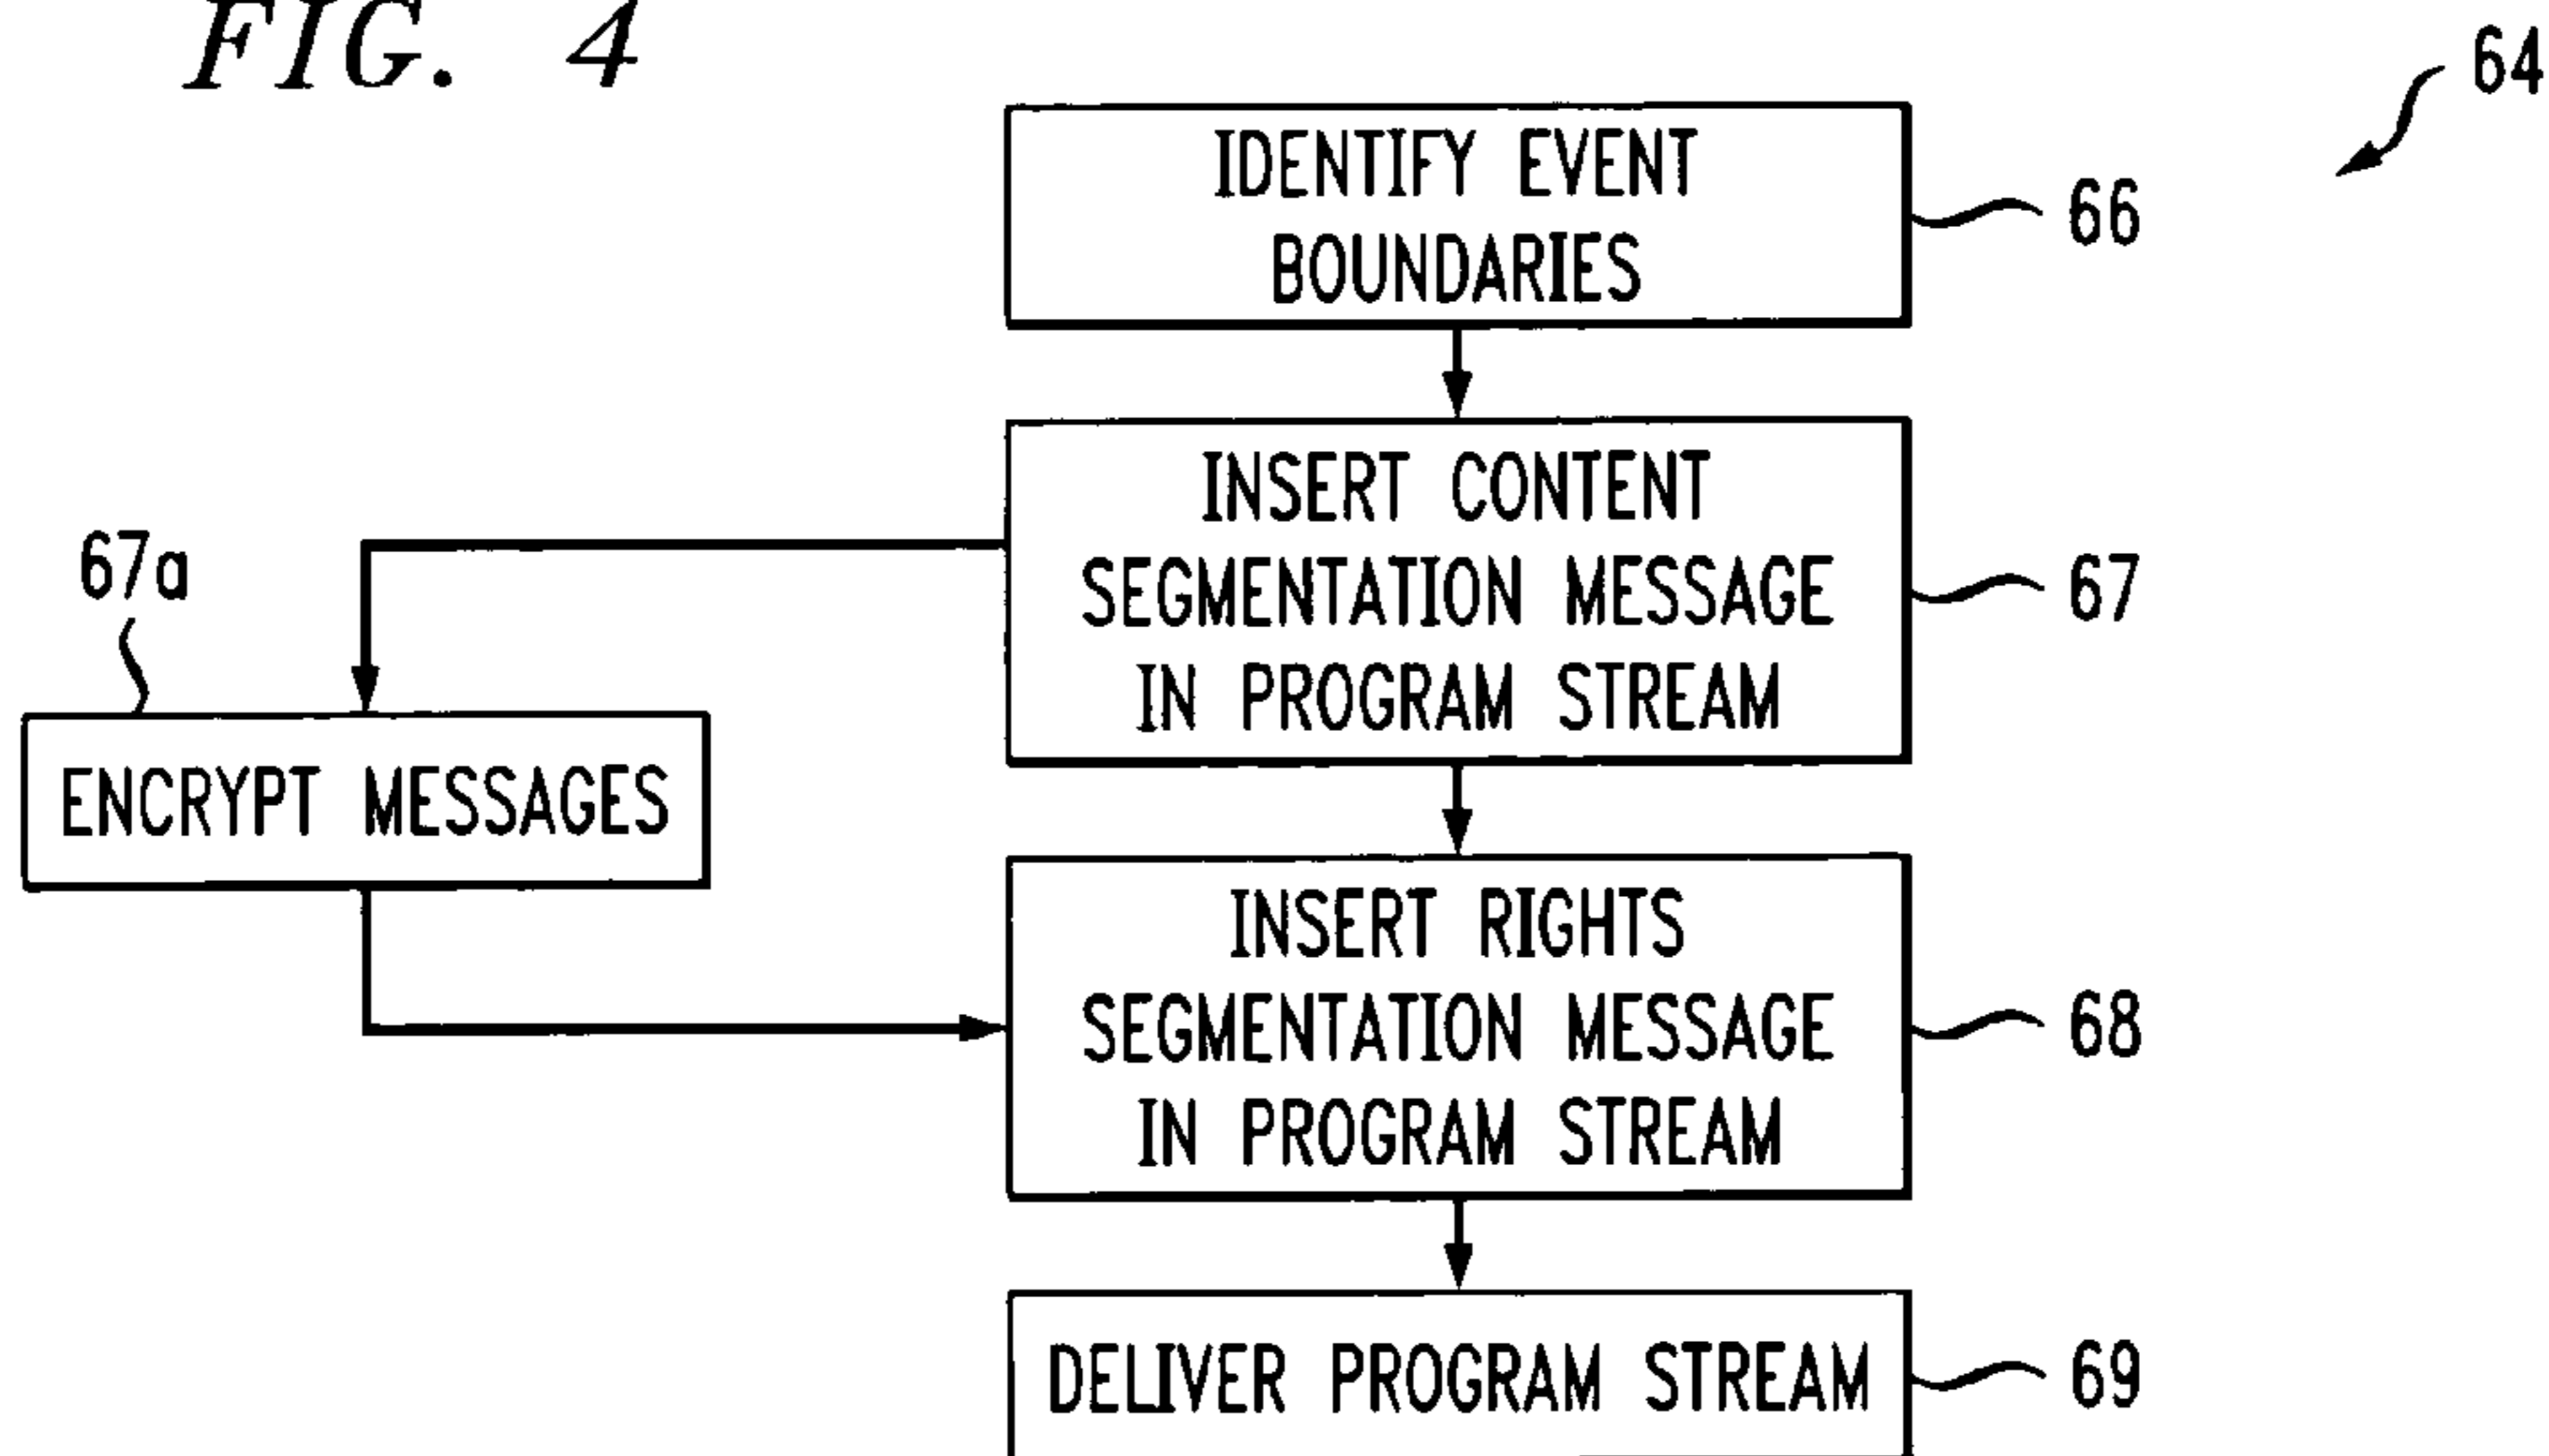 FIG. 4
64
IDENTIFY EVENT
BOUNDARIES
66
INSERT CONTENT
SEGMENTATION MESSAGE
IN PROGRAM STREAM
67
67a
ENCRYPT MESSAGES
INSERT RIGHTS
SEGMENTATION MESSAGE
IN PROGRAM STREAM
68
DELIVER PROGRAM STREAM
69